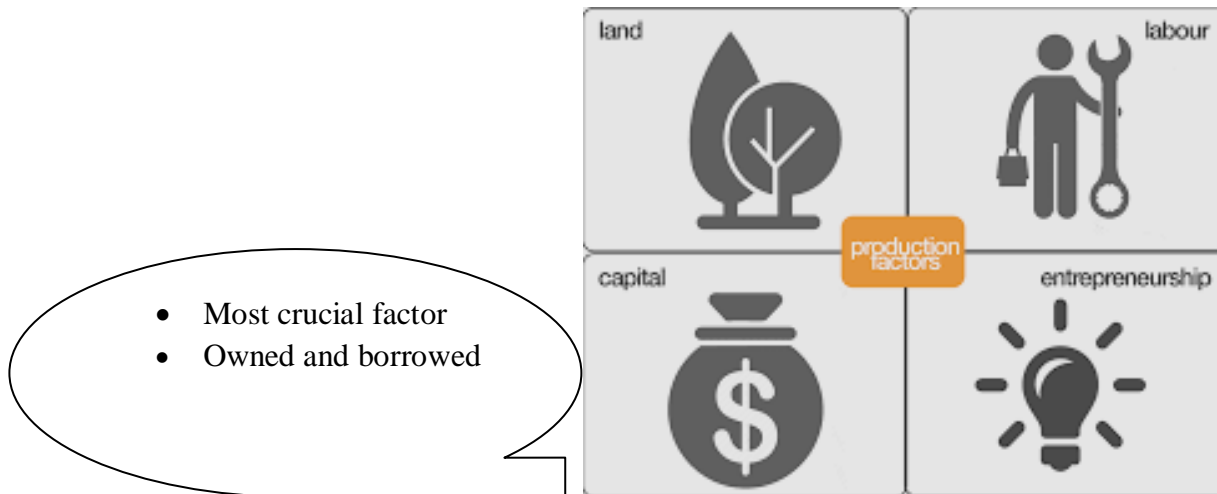 land
labour
production
factors
• Most crucial factor
• Owned and borrowed
capital
entrepreneurship
$